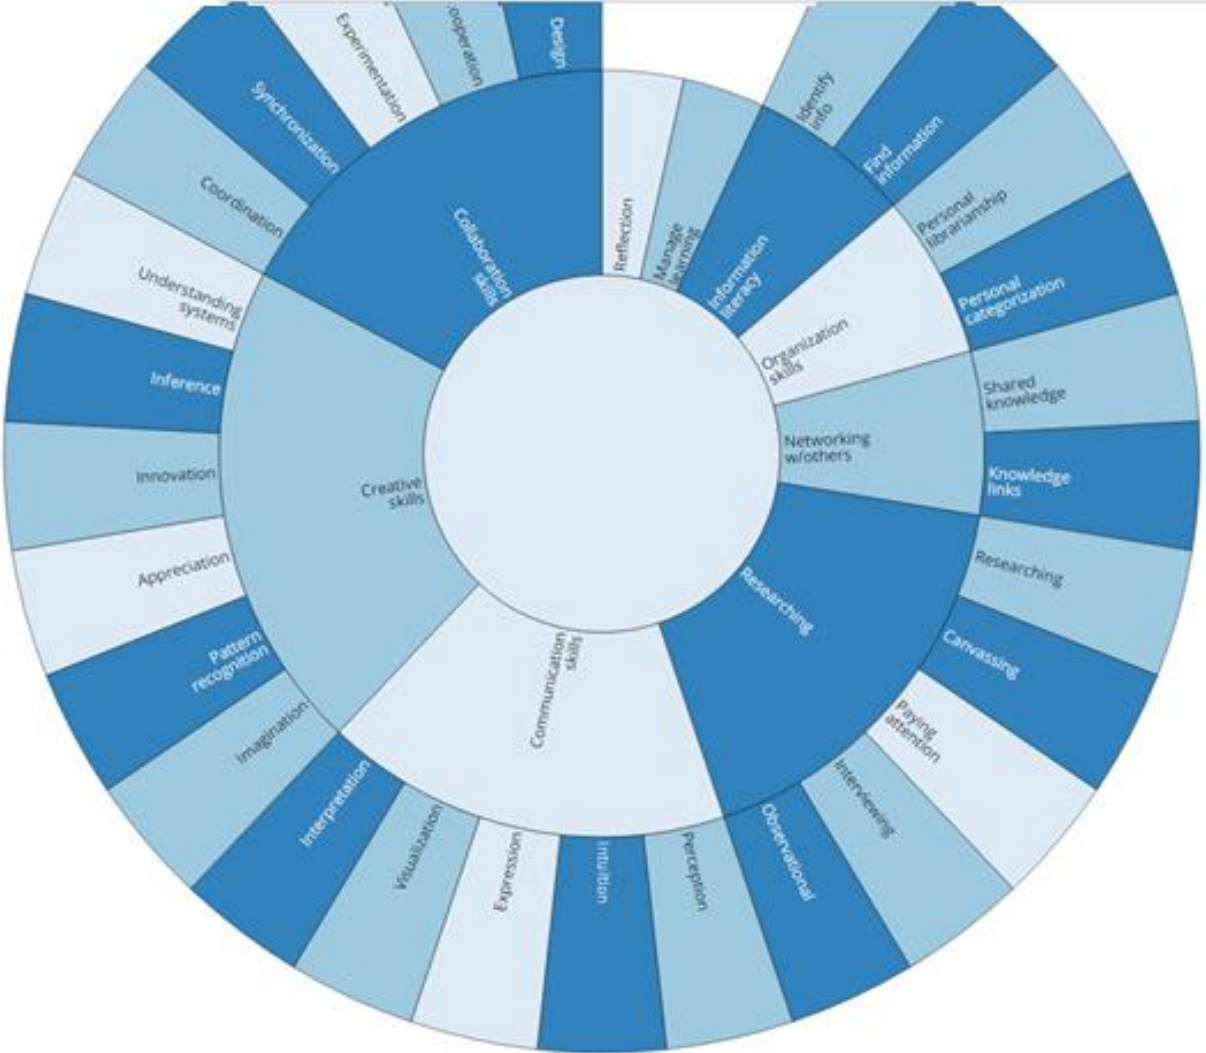 Reflection
Manage
learning
Information
literacy
Organization
skills
Networking
w/others
Researching
Communication
skills
Creative
skills
Collaboration
skills
Identify
info
Find
information
Personal
librarianship
Personal
categorization
Shared
knowledge
Knowledge
links
Researching
Canvassing
Paying
attention
Interviewing
Observational
Perception
Intuition
Expression
Visualization
Interpretation
Imagination
Pattern
recognition
Appreciation
Innovation
Inference
Understanding
systems
Coordination
Synchronization
Experimentation
ooperation
Design